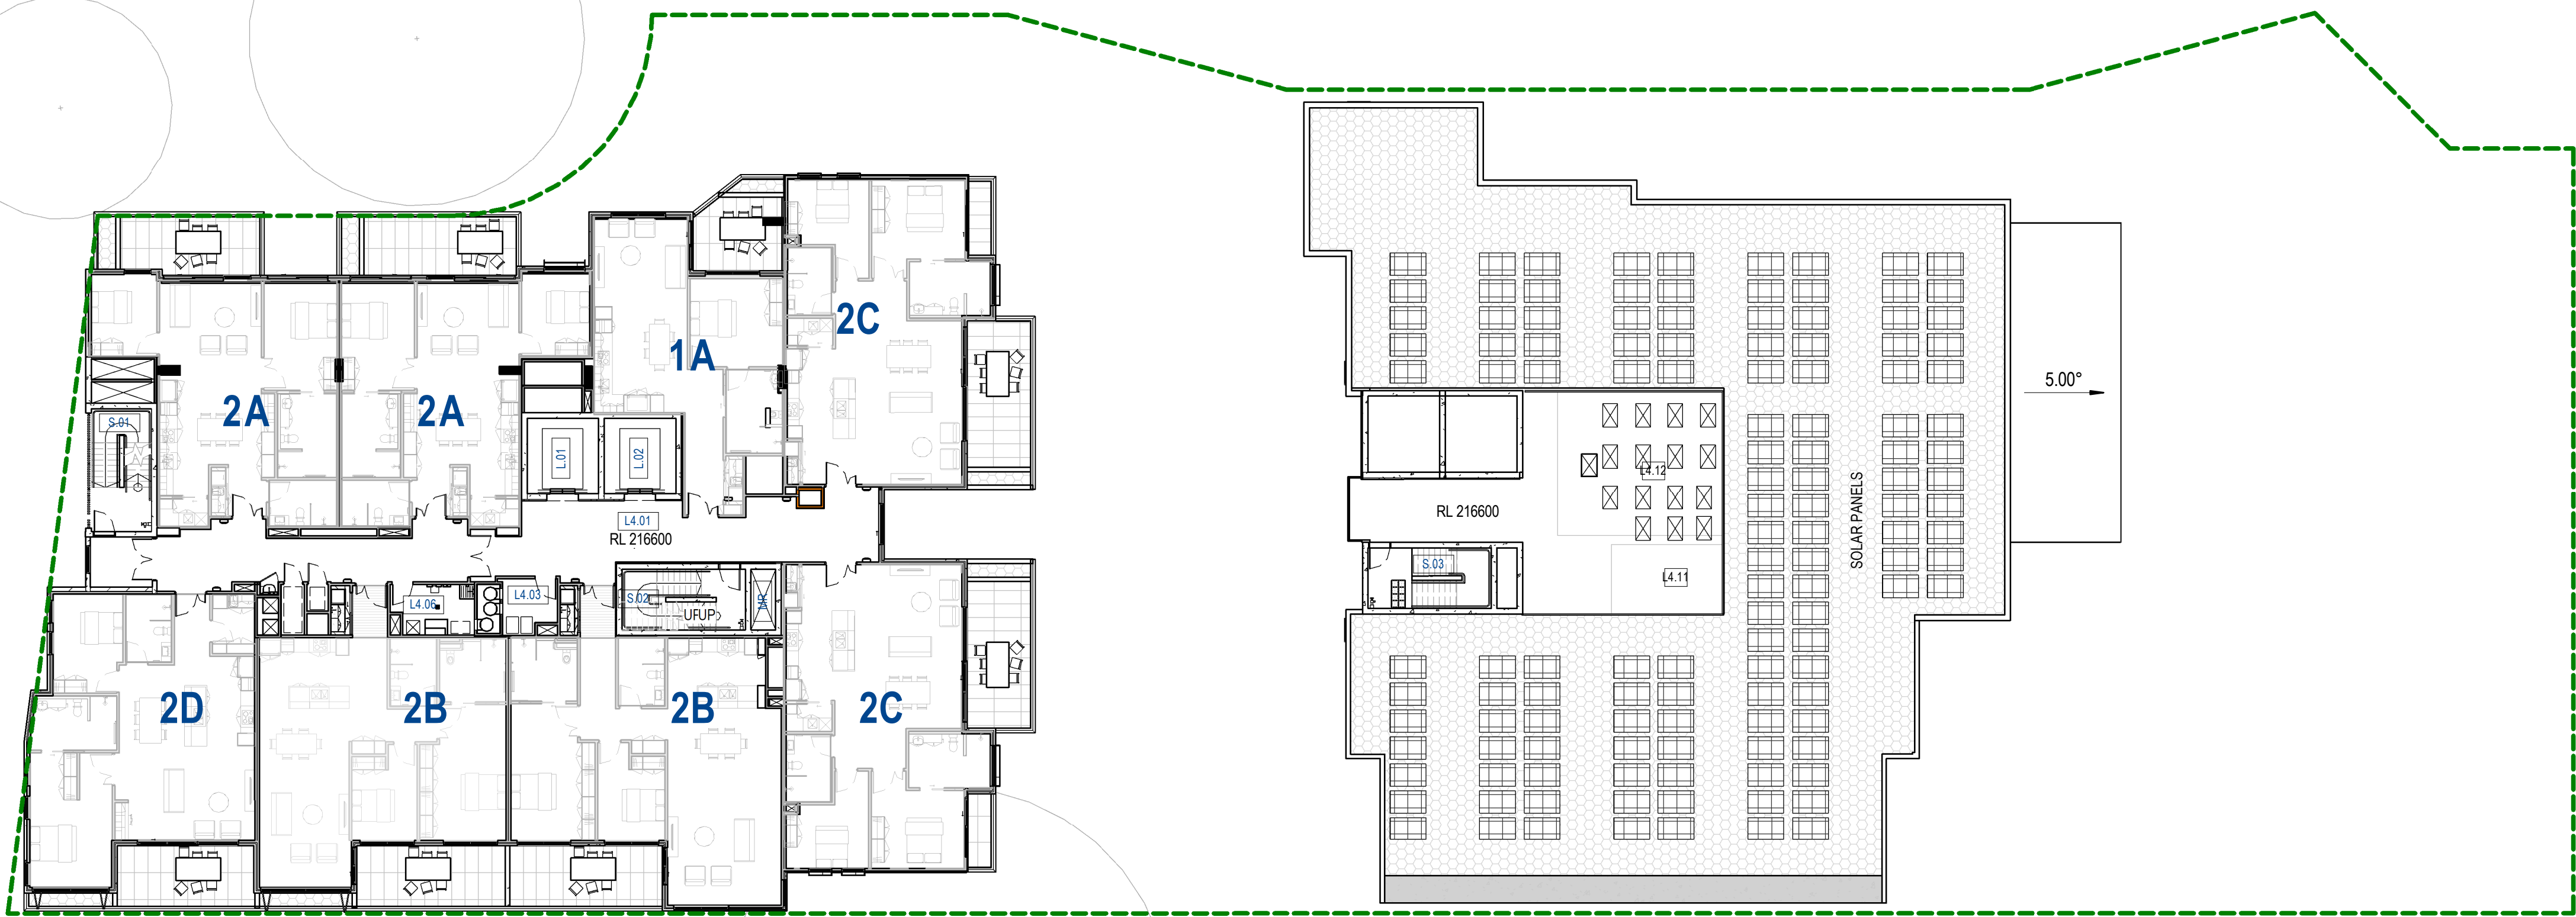 2C
1A
2A
2A
S.01
L.01
L.02
L4.01
RL 216600
L4.06
L4.03
S.02
UFUP
MR
2D
2B
2B
2C
5.00°
L4.12
SOLAR PANELS
RL 216600
S.03
L4.11